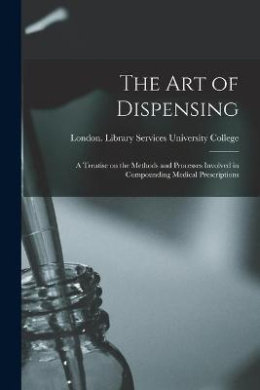 The Art of
Dispensing
London. Library Services University College
A Treatise on the Methods and Processes Involved in
Compounding Medical Prescriptions